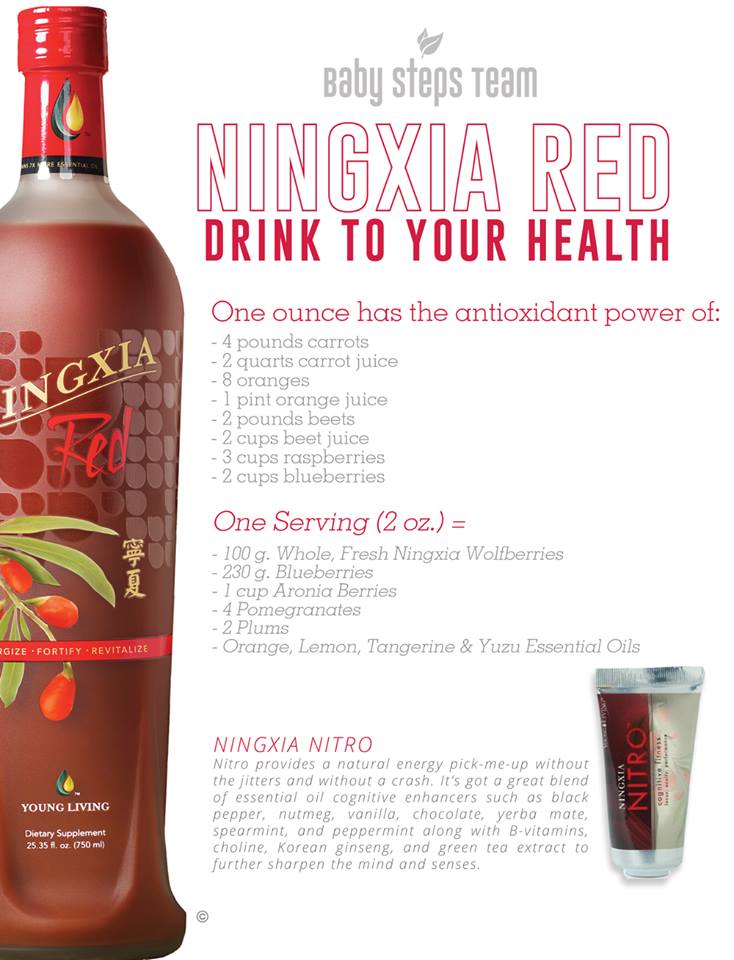 Baby Steps Team
NINGXIA RED
DRINK TO YOUR HEALTH
One ounce has the antioxidant power of:
- 4 pounds carrots
- 2 quarts carrot juice
- 8 oranges
- 1 pint orange juice
- 2 pounds beets
- 2 cups beet juice
- 3 cups raspberries
- 2 cups blueberries
One Serving (2 oz.) =
- 100 g. Whole, Fresh Ningxia Wolfberries
- 230 g. Blueberries
- 1 cup Aronia Berries
- 4 Pomegranates
- 2 Plums
- Orange, Lemon, Tangerine & Yuzu Essential Oils
NINGXIA NITRO
Nitro provides a natural energy pick-me-up without
the jitters and without a crash. It's got a great blend
of essential oil cognitive enhancers such as black
pepper, nutmeg, vanilla, chocolate, yerba mate,
spearmint, and peppermint along with B-vitamins,
choline, Korean ginseng, and green tea extract to
further sharpen the mind and senses.
©
ESSENTIAL OIL
INGXIA
Red
寧夏
RGIZE · FORTIFY · REVITALIZE
YOUNG LIVING
Dietary Supplement
25.35 fl. oz. (750 ml)
YOUNG LIVING
NINGXIA
NITRO
cognitive fitness